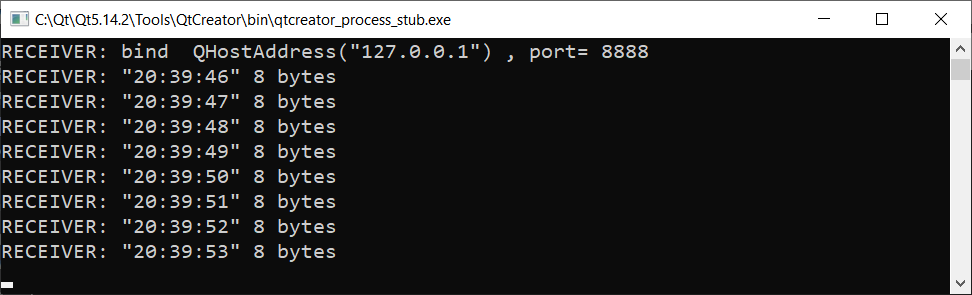 C:\Qt\Qt5.14.2\Tools\QtCreator\bin\qtcreator_process_stub.exe
RECEIVER: bind  QHostAddress("127.0.0.1") , port= 8888
RECEIVER: "20:39:46" 8 bytes
RECEIVER: "20:39:47" 8 bytes
RECEIVER: "20:39:48" 8 bytes
RECEIVER: "20:39:49" 8 bytes
RECEIVER: "20:39:50" 8 bytes
RECEIVER: "20:39:51" 8 bytes
RECEIVER: "20:39:52" 8 bytes
RECEIVER: "20:39:53" 8 bytes